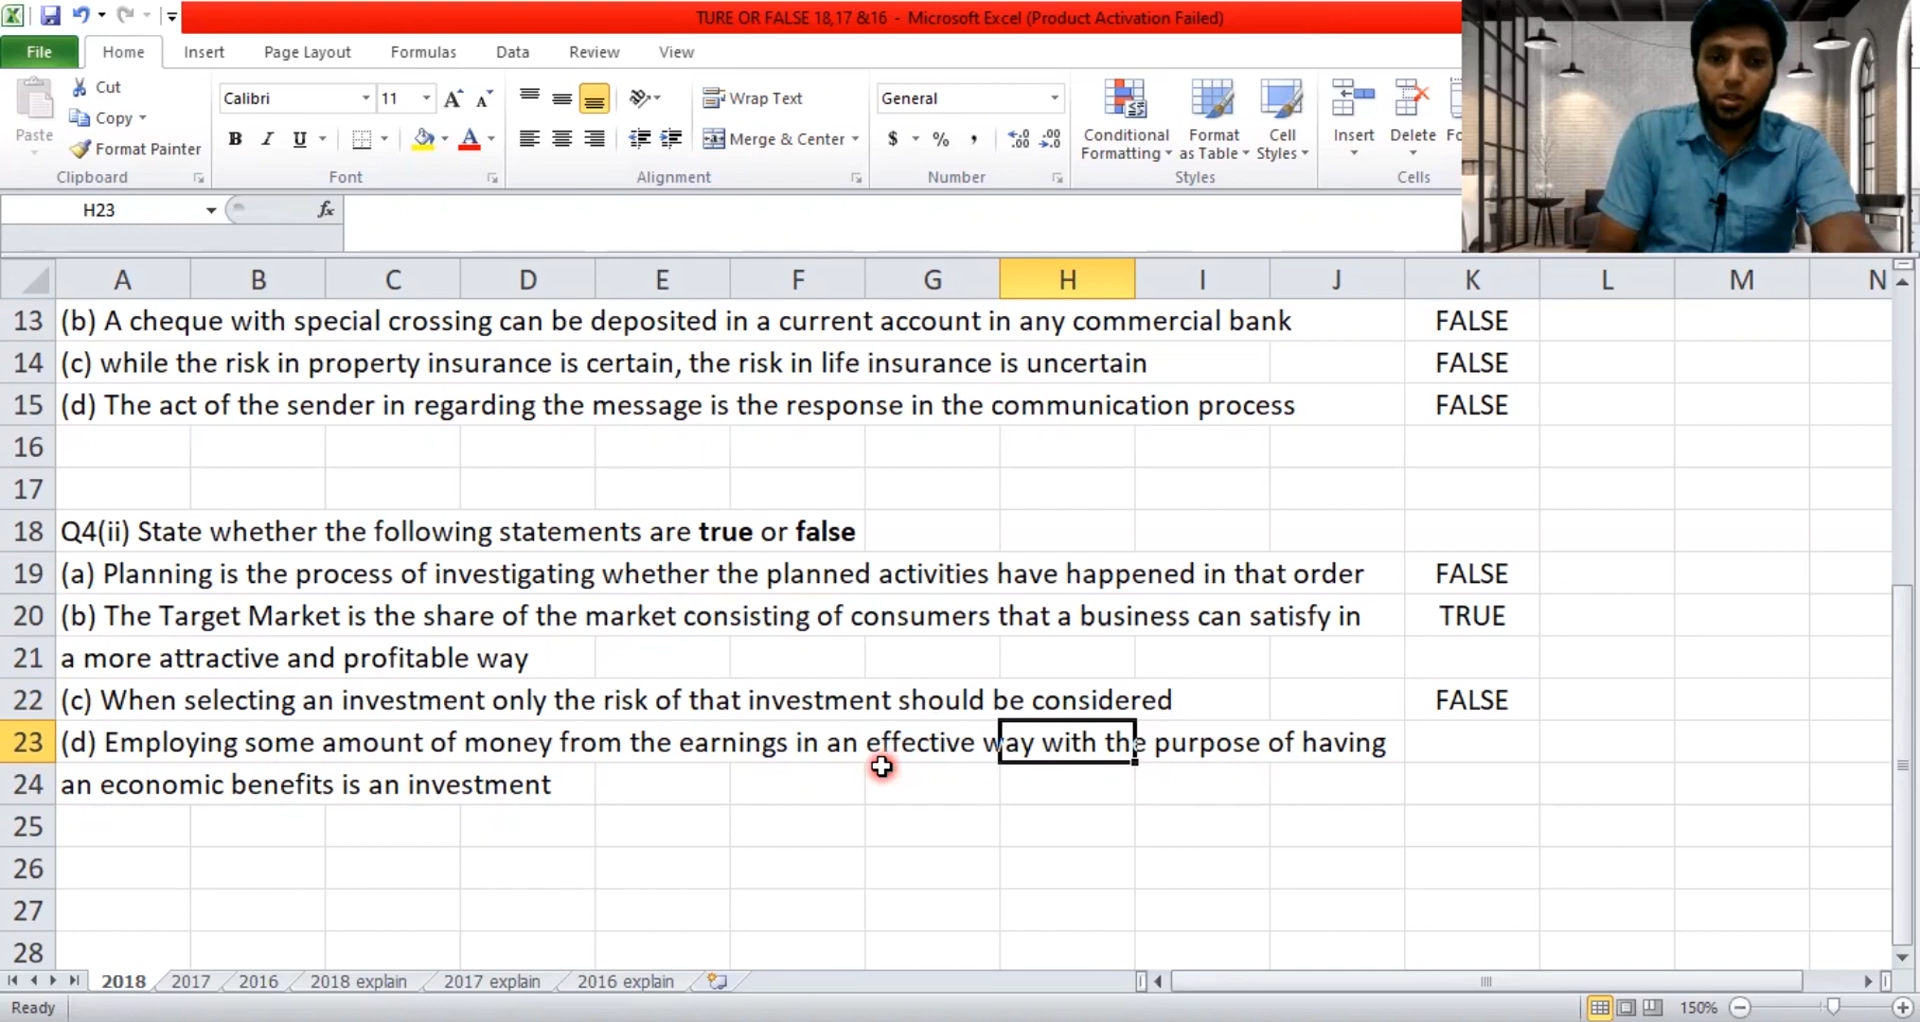 TURE OR FALSE 18,17 &16 - Microsoft Excel (Product Activation Failed)
File Home Insert Page Layout Formulas Data Review View
Paste
Cut
Copy
Format Painter
Clipboard
Calibri 11
B I U
Font
Wrap Text
Merge & Center
Alignment
General
$ % ,
Number
Conditional Formatting
Format as Table
Cell Styles
Styles
Insert Delete Fo
Cells
H23 fx
A B C D E F G H I J K L M N
13 (b) A cheque with special crossing can be deposited in a current account in any commercial bank FALSE
14 (c) while the risk in property insurance is certain, the risk in life insurance is uncertain FALSE
15 (d) The act of the sender in regarding the message is the response in the communication process FALSE
16
17
18 Q4(ii) State whether the following statements are true or false
19 (a) Planning is the process of investigating whether the planned activities have happened in that order FALSE
20 (b) The Target Market is the share of the market consisting of consumers that a business can satisfy in TRUE
21 a more attractive and profitable way
22 (c) When selecting an investment only the risk of that investment should be considered FALSE
23 (d) Employing some amount of money from the earnings in an effective way with the purpose of having
24 an economic benefits is an investment
25
26
27
28
2018 2017 2016 2018 explain 2017 explain 2016 explain
Ready 150%